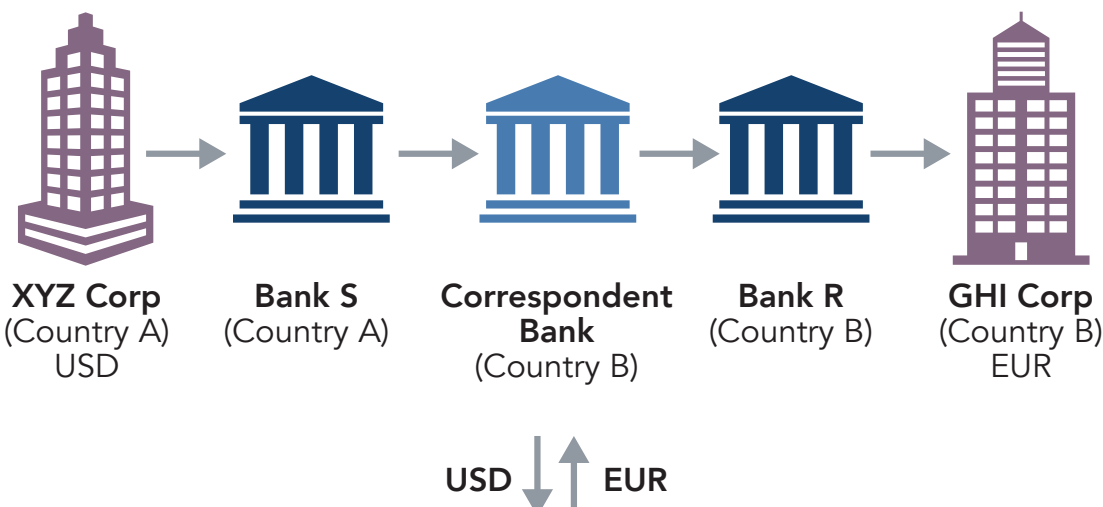 XYZ Corp
(Country A)
USD
Bank S
(Country A)
Correspondent
Bank
(Country B)
Bank R
(Country B)
GHI Corp
(Country B)
EUR
USD
EUR